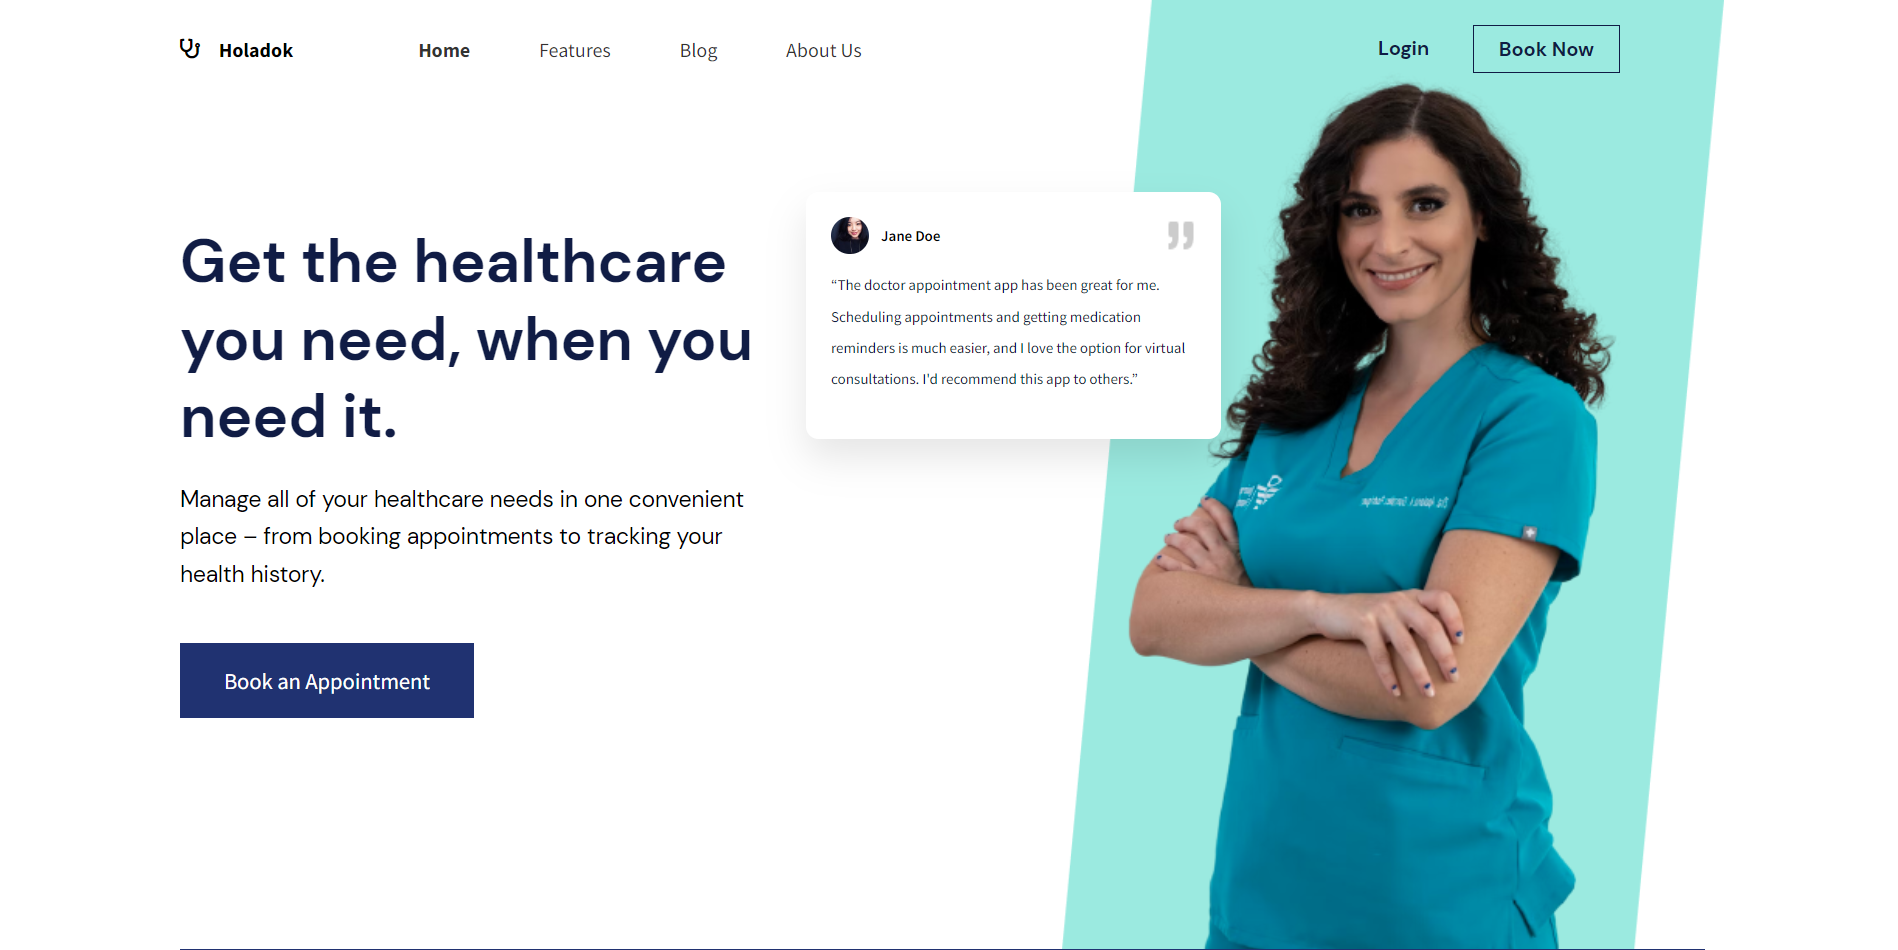 Holadok
Home
Features
Blog
About Us
Login
Book Now
Get the healthcare
you need, when you
need it.
Jane Doe
“The doctor appointment app has been great for me.
Scheduling appointments and getting medication
reminders is much easier, and I love the option for virtual
consultations. I'd recommend this app to others.”
Manage all of your healthcare needs in one convenient
place – from booking appointments to tracking your
health history.
Book an Appointment